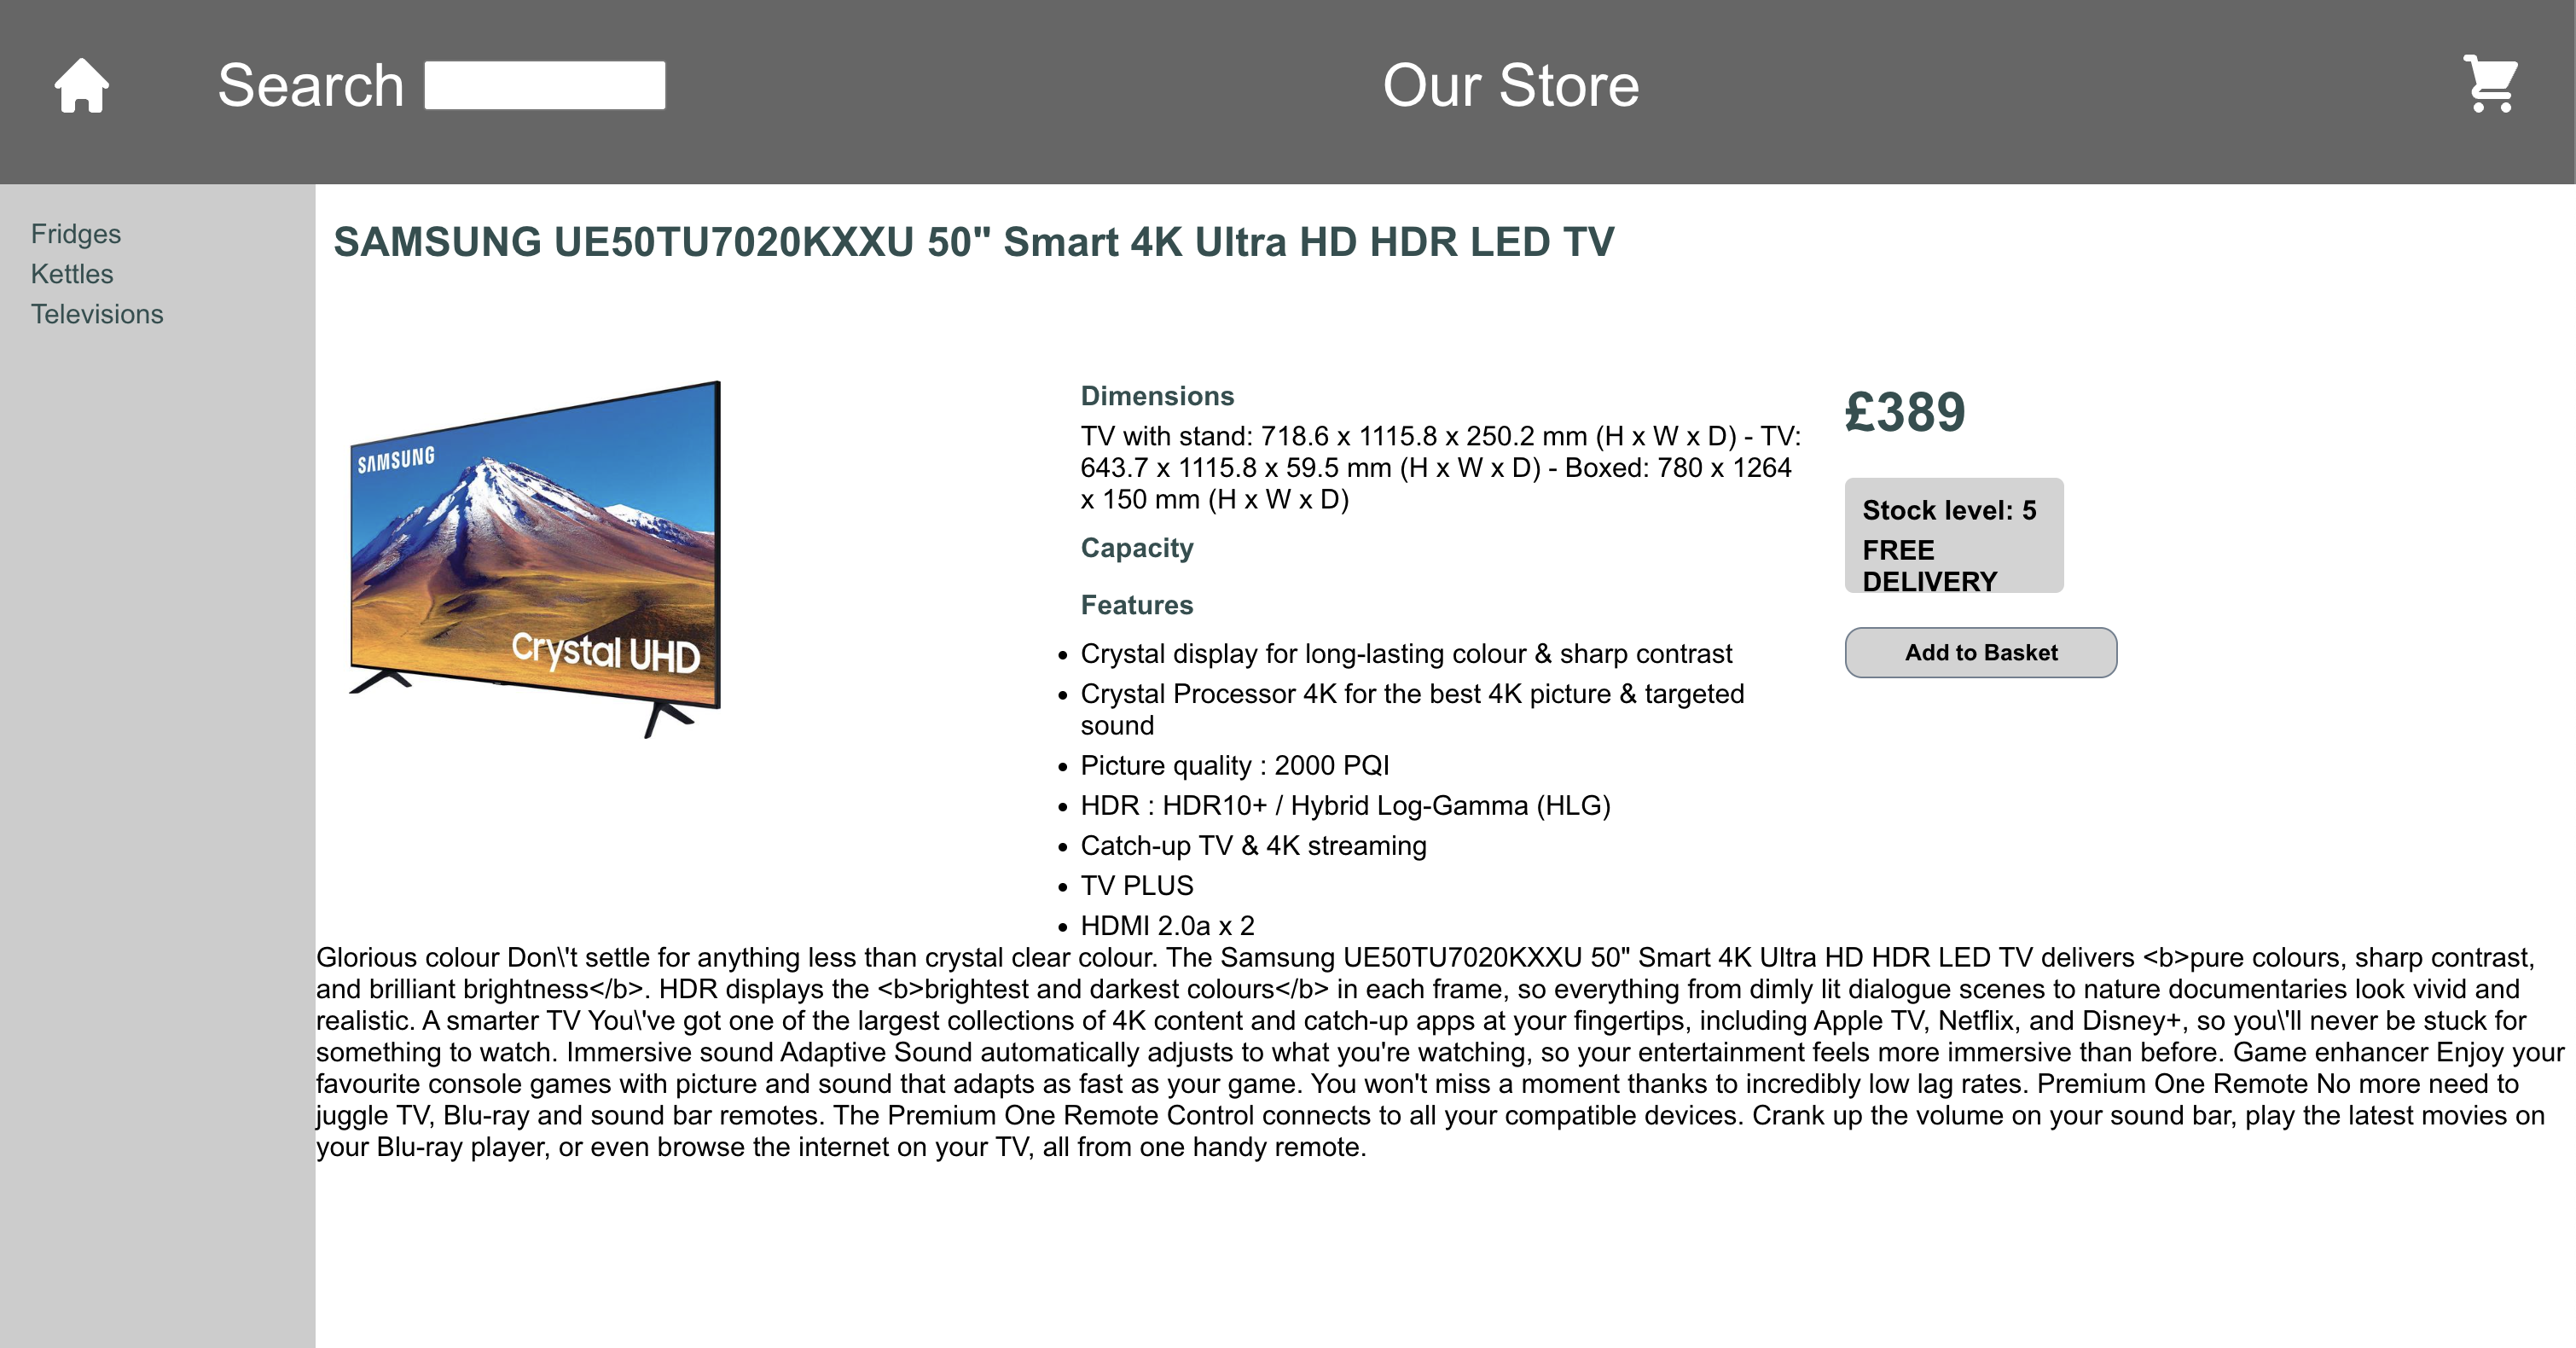 Search
Our Store
Fridges
Kettles
Televisions
SAMSUNG UE50TU7020KXXU 50" Smart 4K Ultra HD HDR LED TV
SAMSUNG
Crystal UHD
Dimensions
TV with stand: 718.6 x 1115.8 x 250.2 mm (H x W x D) - TV:
643.7 x 1115.8 x 59.5 mm (H x W x D) - Boxed: 780 x 1264
x 150 mm (H x W x D)
Capacity
Features
• Crystal display for long-lasting colour & sharp contrast
• Crystal Processor 4K for the best 4K picture & targeted
sound
• Picture quality : 2000 PQI
• HDR : HDR10+ / Hybrid Log-Gamma (HLG)
• Catch-up TV & 4K streaming
• TV PLUS
• HDMI 2.0a x 2
£389
Stock level: 5
FREE
DELIVERY
Add to Basket
Glorious colour Don\'t settle for anything less than crystal clear colour. The Samsung UE50TU7020KXXU 50" Smart 4K Ultra HD HDR LED TV delivers <b>pure colours, sharp contrast,
and brilliant brightness</b>. HDR displays the <b>brightest and darkest colours</b> in each frame, so everything from dimly lit dialogue scenes to nature documentaries look vivid and
realistic. A smarter TV You\'ve got one of the largest collections of 4K content and catch-up apps at your fingertips, including Apple TV, Netflix, and Disney+, so you\'ll never be stuck for
something to watch. Immersive sound Adaptive Sound automatically adjusts to what you're watching, so your entertainment feels more immersive than before. Game enhancer Enjoy your
favourite console games with picture and sound that adapts as fast as your game. You won't miss a moment thanks to incredibly low lag rates. Premium One Remote No more need to
juggle TV, Blu-ray and sound bar remotes. The Premium One Remote Control connects to all your compatible devices. Crank up the volume on your sound bar, play the latest movies on
your Blu-ray player, or even browse the internet on your TV, all from one handy remote.